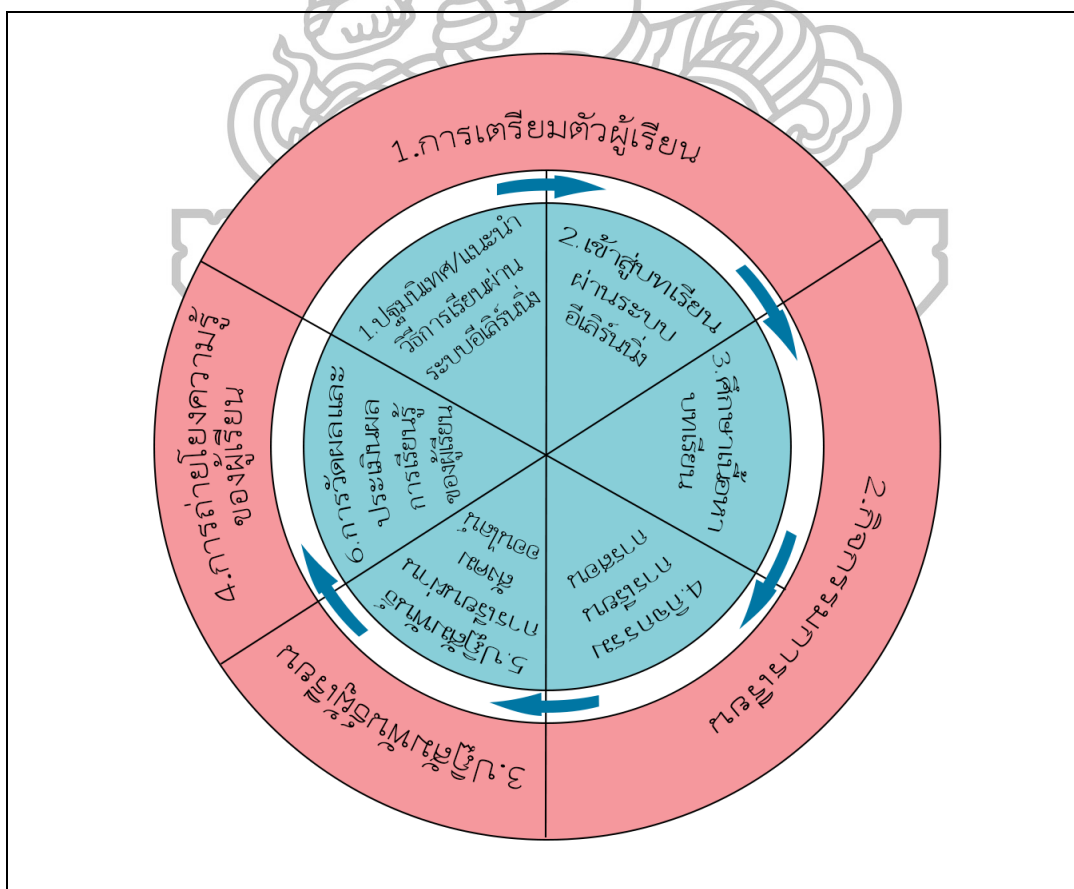 1.การเตรียมตัวผู้เรียน
2.กิจกรรมการเรียน
3.ปฏิสัมพันธ์ผู้เรียน
4.การถ่ายโยงความรู้
ของผู้เรียน
1.ปฐมนิเทศ/แนะนำ
วิธีการเรียนผ่าน
ระบบอีเลิร์นนิ่ง
2.เข้าสู่บทเรียน
ผ่านระบบ
อีเลิร์นนิ่ง
3.ศึกษาเนื้อหา
บทเรียน
4.กิจกรรม
การเรียน
การสอน
5.ปฏิสัมพันธ์
การเรียนผ่าน
สังคม
ออนไลน์
6.การวัดผลและ
ประเมินผล
การเรียนรู้
ของผู้เรียน